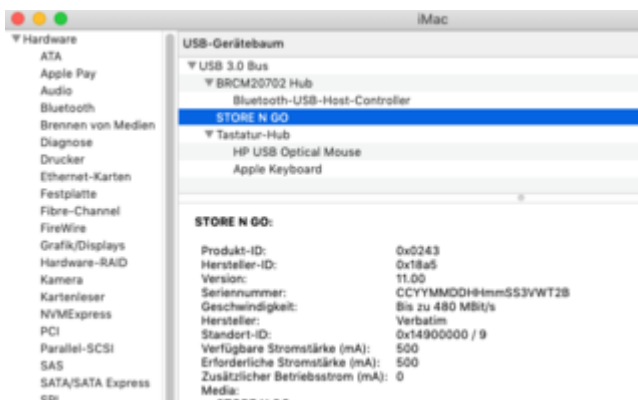 iMac
Hardware
ATA
Apple Pay
Audio
Bluetooth
Brennen von Medien
Diagnose
Drucker
Ethernet-Karten
Festplatte
Fibre-Channel
FireWire
Grafik/Displays
Hardware-RAID
Kamera
Kartenleser
NVMExpress
PCI
Parallel-SCSI
SAS
SATA/SATA Express
USB-Gerätebaum
USB 3.0 Bus
BRCM20702 Hub
Bluetooth-USB-Host-Controller
STORE N GO
Tastatur-Hub
HP USB Optical Mouse
Apple Keyboard
STORE N GO:
Produkt-ID: 0x0243
Hersteller-ID: 0x18a5
Version: 11.00
Seriennummer: CCYYMMDDHHmmSS3VWT2B
Geschwindigkeit: Bis zu 480 MBit/s
Hersteller: Verbatim
Standort-ID: 0x14900000 / 9
Verfügbare Stromstärke (mA): 500
Erforderliche Stromstärke (mA): 500
Zusätzlicher Betriebsstrom (mA): 0
Media: